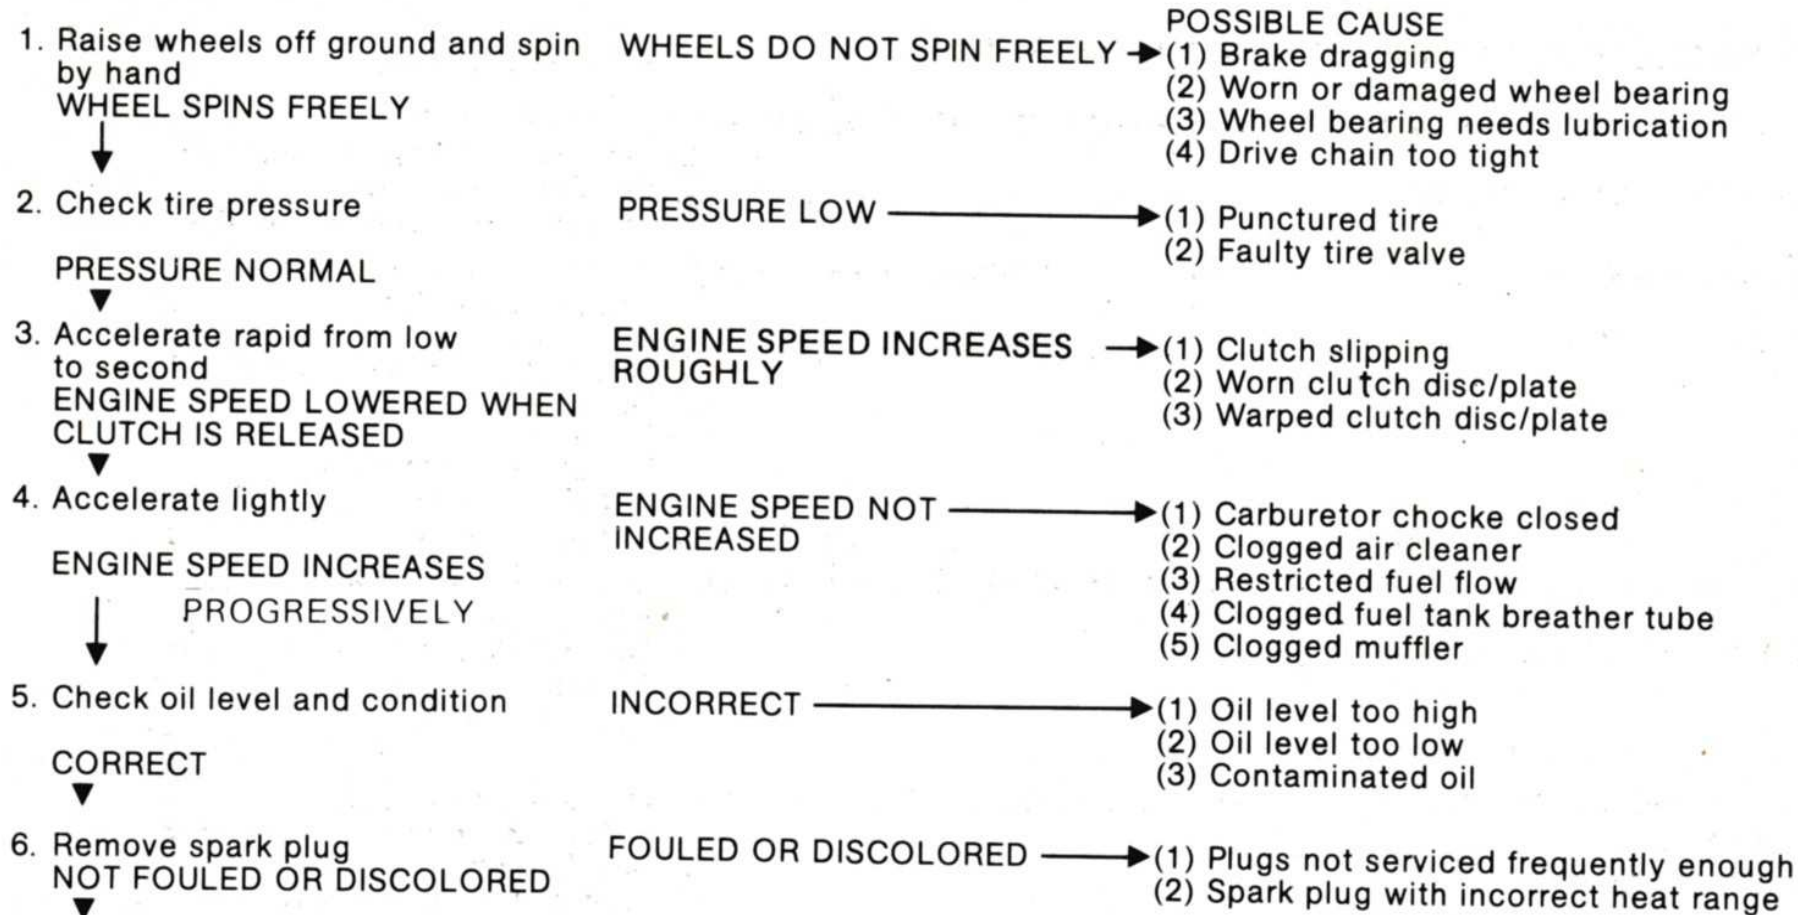 POSSIBLE CAUSE
1. Raise wheels off ground and spin
by hand
WHEEL SPINS FREELY
WHEELS DO NOT SPIN FREELY
(1) Brake dragging
(2) Worn or damaged wheel bearing
(3) Wheel bearing needs lubrication
(4) Drive chain too tight
2. Check tire pressure
PRESSURE NORMAL
PRESSURE LOW
(1) Punctured tire
(2) Faulty tire valve
3. Accelerate rapid from low
to second
ENGINE SPEED LOWERED WHEN
CLUTCH IS RELEASED
ENGINE SPEED INCREASES
ROUGHLY
(1) Clutch slipping
(2) Worn clutch disc/plate
(3) Warped clutch disc/plate
4. Accelerate lightly
ENGINE SPEED INCREASES
PROGRESSIVELY
ENGINE SPEED NOT
INCREASED
(1) Carburetor chocke closed
(2) Clogged air cleaner
(3) Restricted fuel flow
(4) Clogged fuel tank breather tube
(5) Clogged muffler
5. Check oil level and condition
CORRECT
INCORRECT
(1) Oil level too high
(2) Oil level too low
(3) Contaminated oil
6. Remove spark plug
NOT FOULED OR DISCOLORED
FOULED OR DISCOLORED
(1) Plugs not serviced frequently enough
(2) Spark plug with incorrect heat range